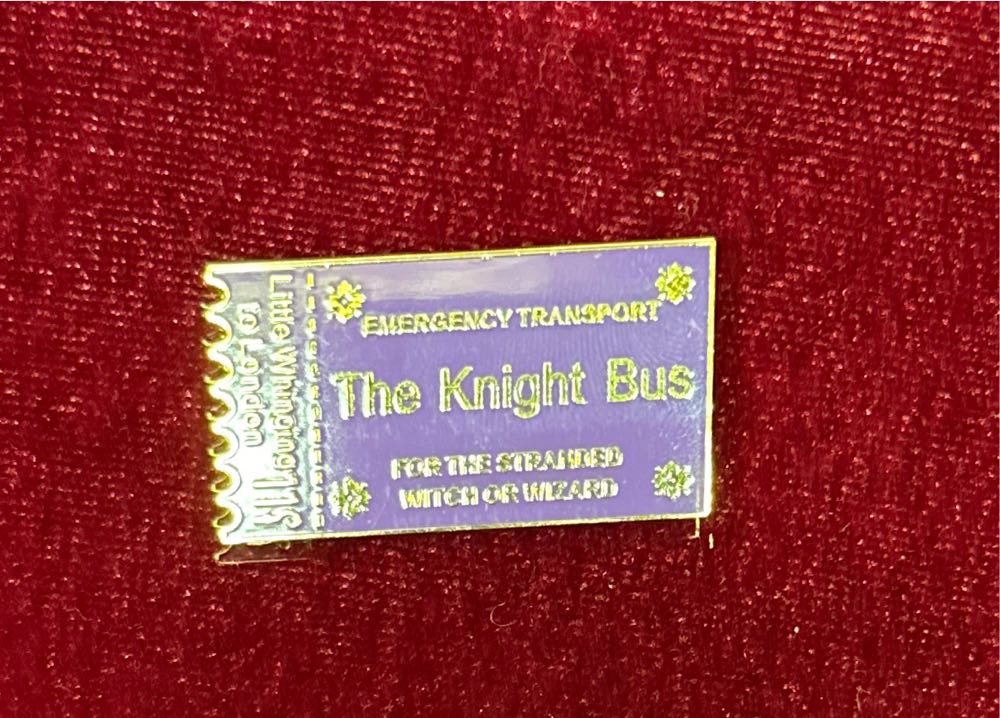 Little Whinging 11S
to London
EMERGENCY TRANSPORT
The Knight Bus
FOR THE STRANDED
WITCH OR WIZARD